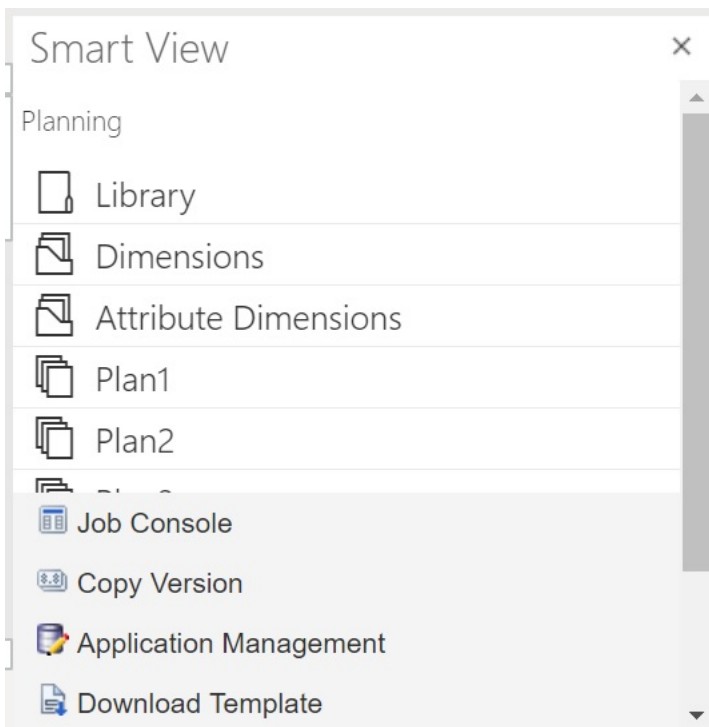 Smart View
Planning
Library
Dimensions
Attribute Dimensions
Plan1
Plan2
Job Console
Copy Version
Application Management
Download Template